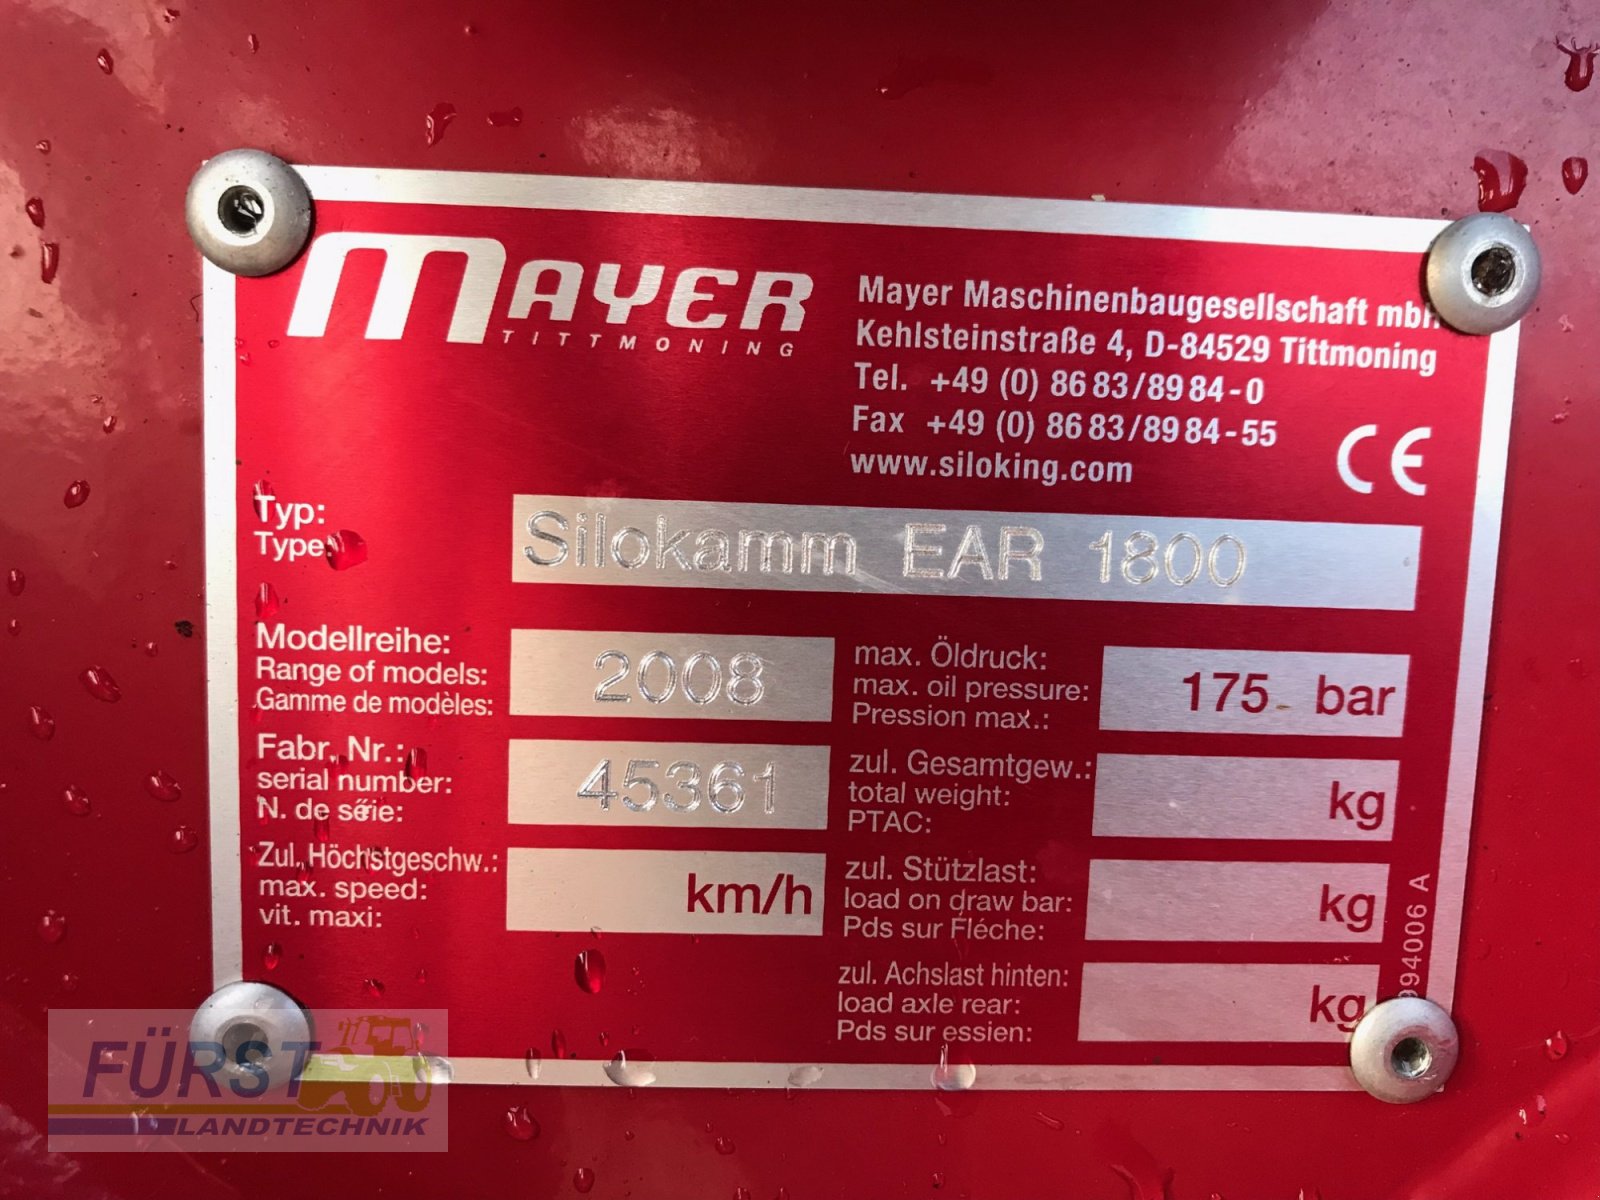 MAYER
TITTMONING
Mayer Maschinenbaugesellschaft mbH
Kehlsteinstraße 4, D-84529 Tittmoning
Tel. +49 (0) 86 83/89 84-0
Fax +49 (0) 86 83/89 84-55
www.siloking.com
CE
Typ:
Type:
Silokamm EAR 1800
Modellreihe:
Range of models:
Gamme de modèles:
2008
Fabr. Nr.:
serial number:
N. de série:
45361
Zul. Höchstgeschw.:
max. speed:
vit. maxi:
km/h
max. Öldruck:
max. oil pressure:
Pression max.:
175 bar
zul. Gesamtgew.:
total weight:
PTAC:
kg
zul. Stützlast:
load on draw bar:
Pds sur Fléche:
kg
zul. Achslast hinten:
load axle rear:
Pds sur essien:
kg
994006 A
FÜRST
LANDTECHNIK